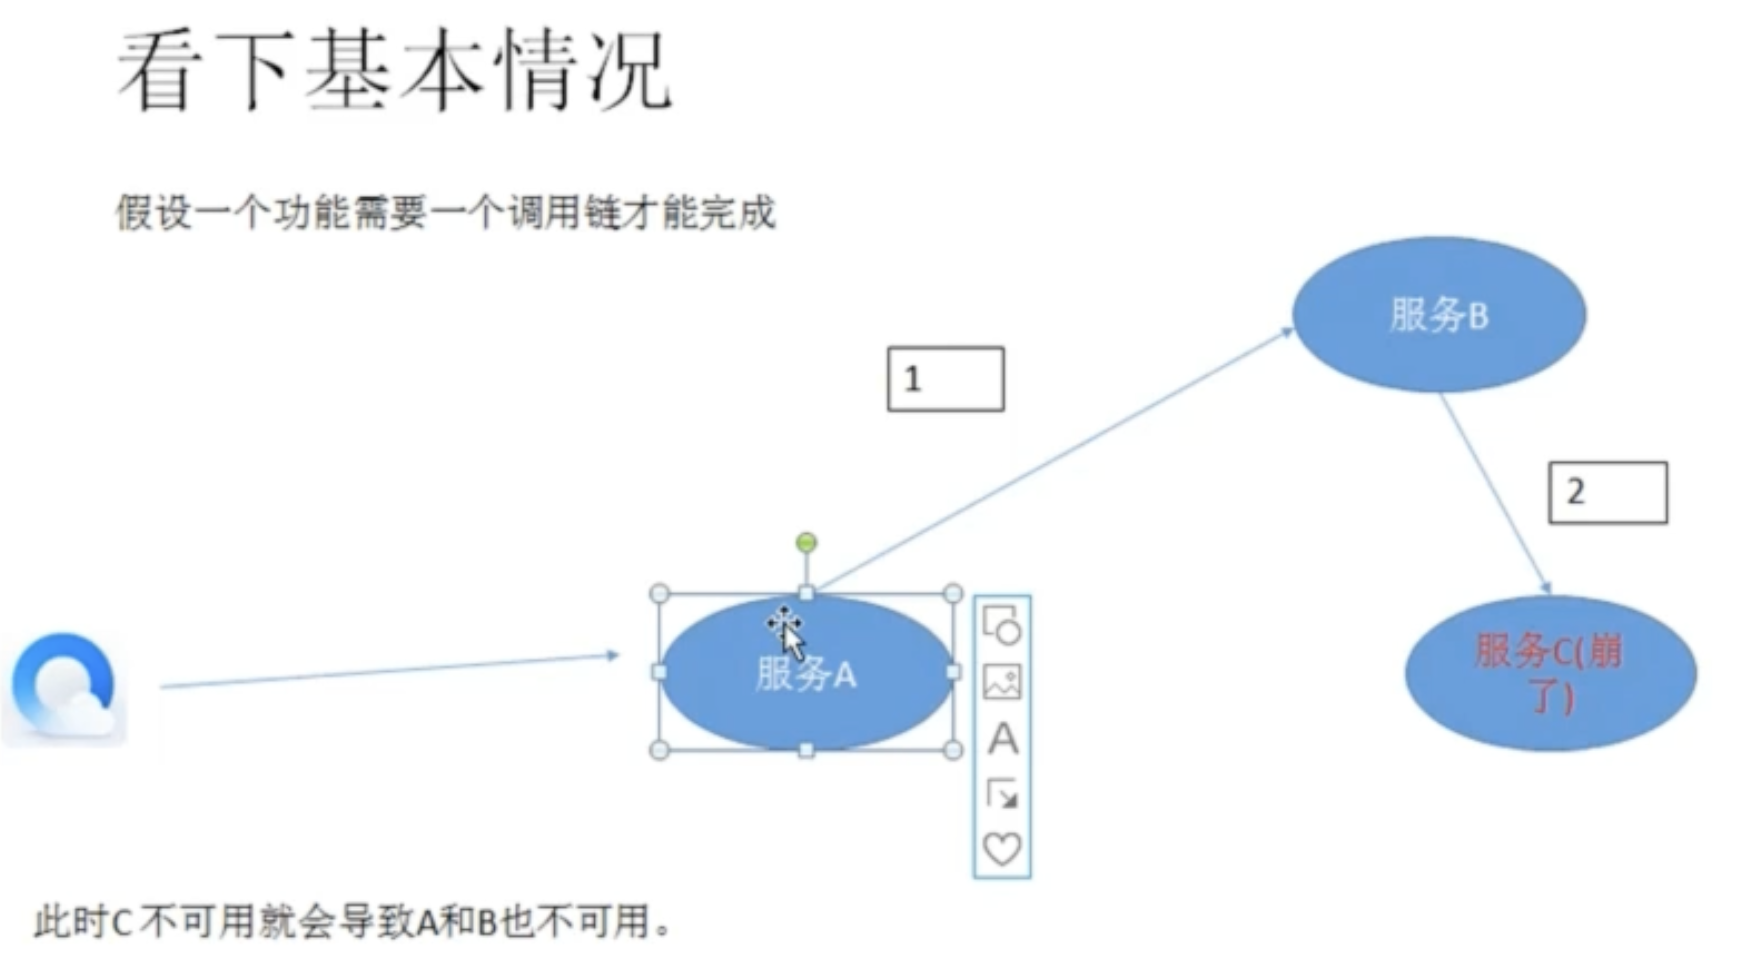 看下基本情况
假设一个功能需要一个调用链才能完成
服务B
1
2
服务A
服务C(崩
了)
A
此时C不可用就会导致A和B也不可用。